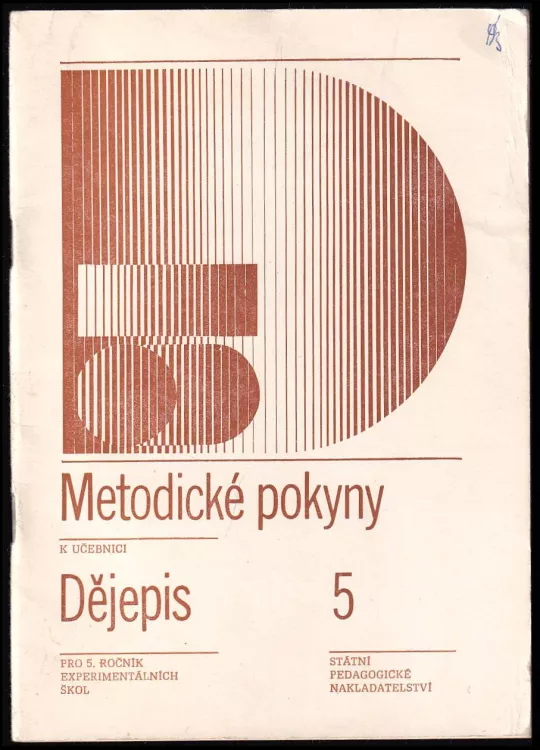 Metodické pokyny
K UČEBNICI
Dějepis 5
PRO 5. ROČNÍK
EXPERIMENTÁLNÍCH
ŠKOL
STÁTNÍ
PEDAGOGICKÉ
NAKLADATELSTVÍ